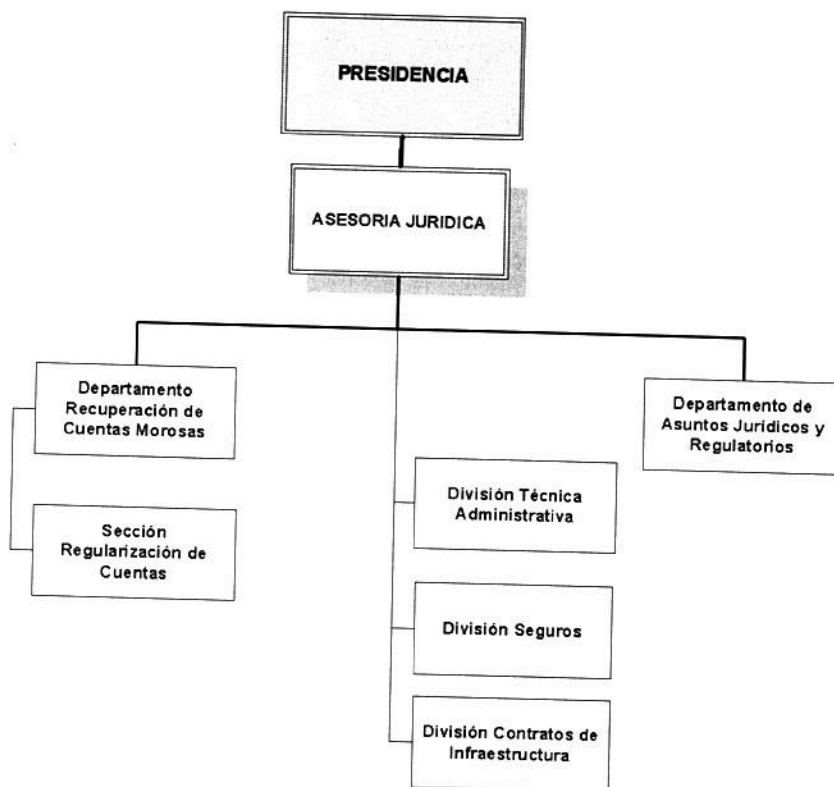 PRESIDENCIA
ASESORIA JURIDICA
Departamento
Recuperación de
Cuentas Morosas
Departamento de
Asuntos Jurídicos y
Regulatorios
División Técnica
Administrativa
Sección
Regularización de
Cuentas
División Seguros
División Contratos de
Infraestructura